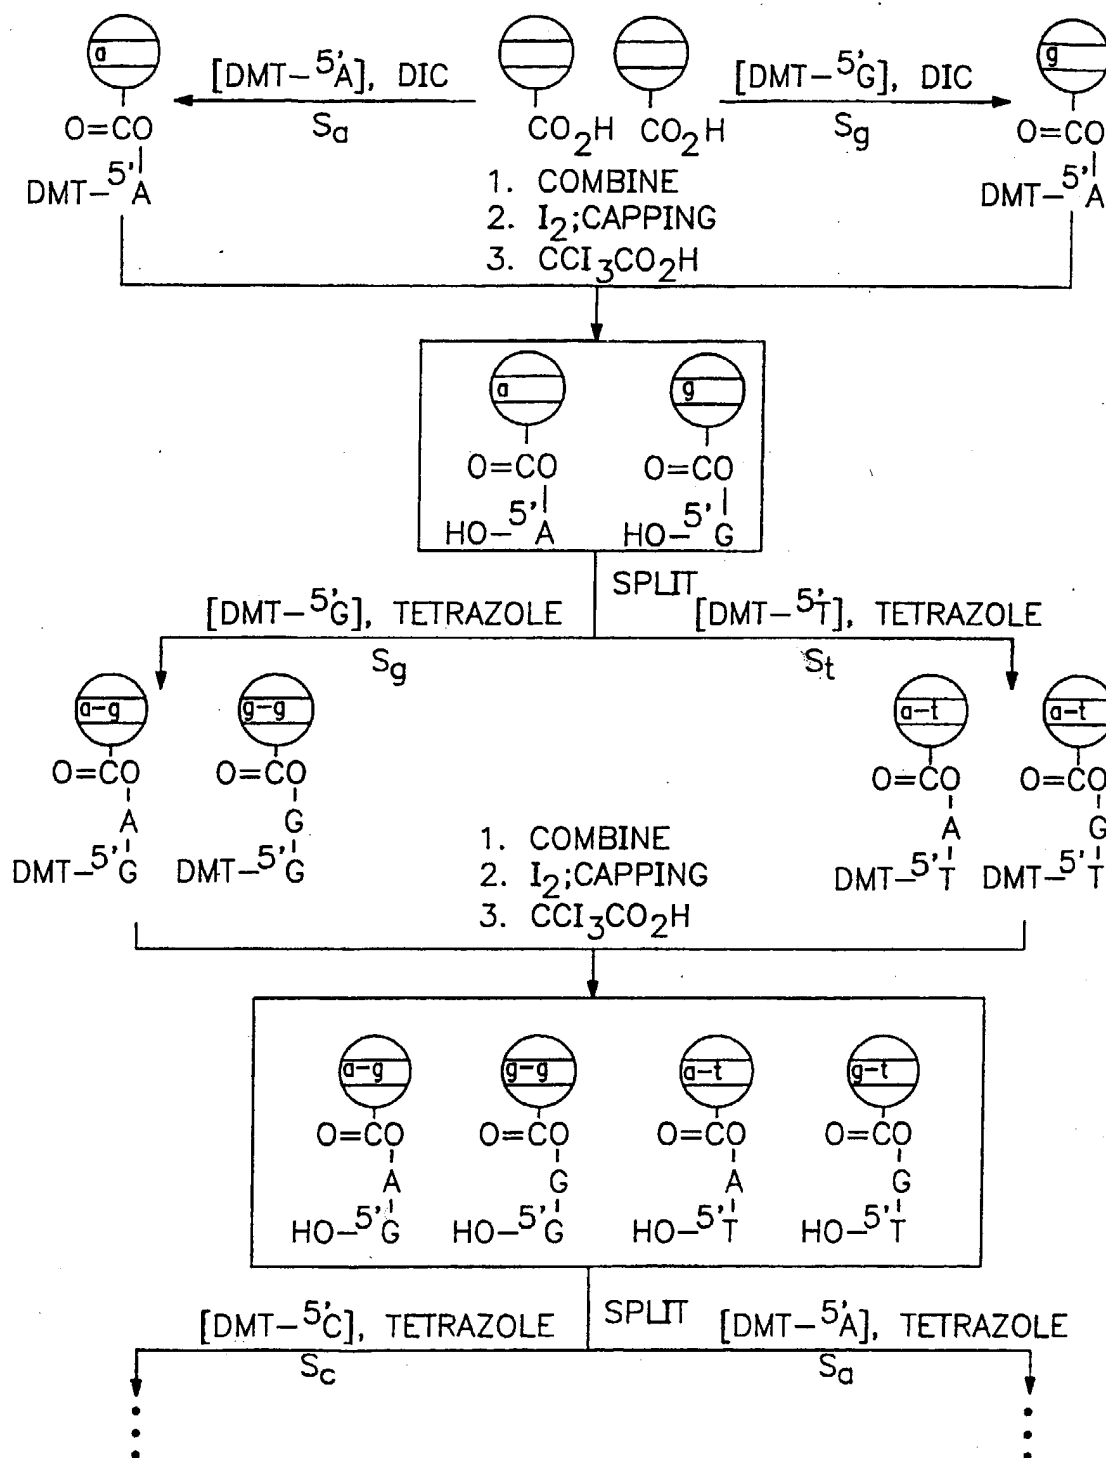 a
g
[DMT-5'A], DIC
[DMT-5'G], DIC
Sa
Sg
O=CO
CO2H
CO2H
O=CO
DMT-5'A
DMT-5'A
1. COMBINE
2. I2;CAPPING
3. CCI3CO2H
a
g
O=CO
O=CO
HO-5'A
HO-5'G
SPLIT
[DMT-5'G], TETRAZOLE
[DMT-5'T], TETRAZOLE
Sg
St
a-g
g-g
a-t
a-t
O=CO
O=CO
O=CO
O=CO
A
G
A
G
DMT-5'G
DMT-5'G
DMT-5'T
DMT-5'T
1. COMBINE
2. I2;CAPPING
3. CCI3CO2H
a-g
g-g
a-t
g-t
O=CO
O=CO
O=CO
O=CO
A
G
A
G
HO-5'G
HO-5'G
HO-5'T
HO-5'T
SPLIT
[DMT-5'C], TETRAZOLE
[DMT-5'A], TETRAZOLE
Sc
Sa